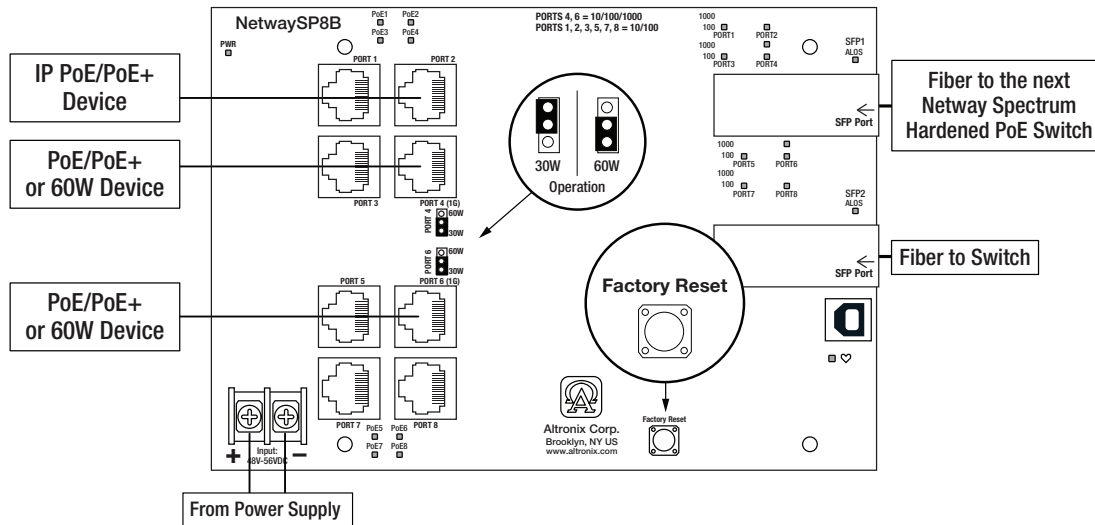 NetwaySP8B
PoE1
PoE2
PoE3
PoE4
PWR
PORTS 4, 6 = 10/100/1000
PORTS 1, 2, 3, 5, 7, 8 = 10/100
1000
100
PORT1
PORT2
1000
100
PORT3
PORT4
SFP1
ALOS
IP PoE/PoE+
Device
PORT 1
PORT 2
SFP Port
Fiber to the next
Netway Spectrum
Hardened PoE Switch
PoE/PoE+
or 60W Device
PORT 3
PORT 4 (1G)
30W
60W
Operation
1000
100
PORT5
PORT6
1000
100
PORT7
PORT8
SFP2
ALOS
PORT 4
60W
30W
PORT 6
60W
30W
SFP Port
Fiber to Switch
PoE/PoE+
or 60W Device
PORT 5
PORT 6 (1G)
Factory Reset
PORT 7
PORT 8
Altronix Corp.
Brooklyn, NY US
www.altronix.com
Factory Reset
PoE5
PoE6
PoE7
PoE8
+
Input:
48V-56VDC
–
From Power Supply